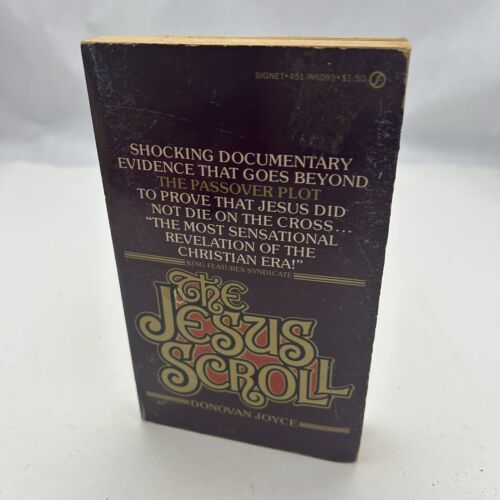 SIGNET•451-W6093•$1.50
SHOCKING DOCUMENTARY
EVIDENCE THAT GOES BEYOND
THE PASSOVER PLOT
TO PROVE THAT JESUS DID
NOT DIE ON THE CROSS...
"THE MOST SENSATIONAL
REVELATION OF THE
CHRISTIAN ERA!"
KING FEATURES SYNDICATE
The
JESUS
SCROLL
DONOVAN JOYCE